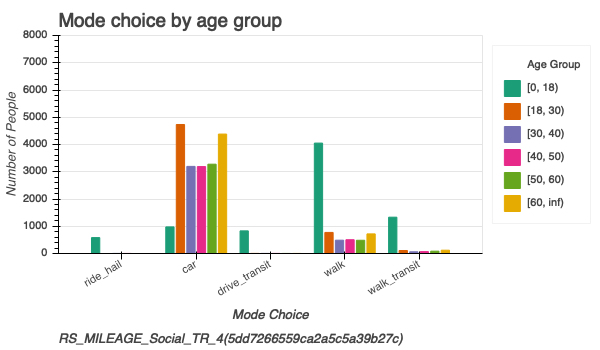 Mode choice by age group
8000
7000
6000
5000
4000
3000
2000
1000
0
Number of People
ride_hail
car
drive_transit
walk
walk_transit
Mode Choice
Age Group
[0, 18)
[18, 30)
[30, 40)
[40, 50)
[50, 60)
[60, inf)
RS_MILEAGE_Social_TR_4(5dd7266559ca2a5c5a39b27c)